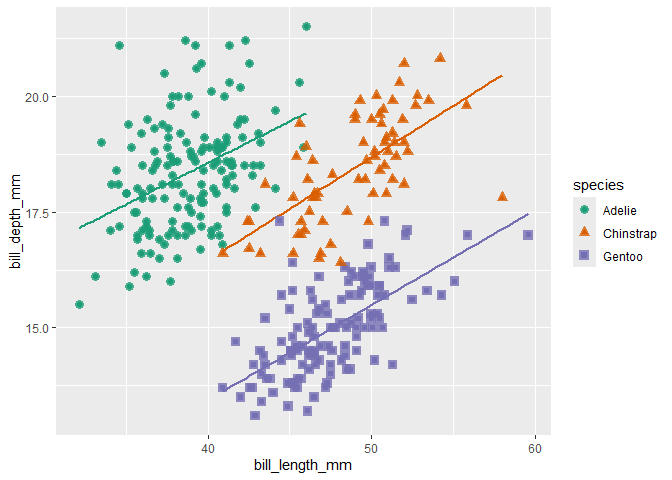 20.0
17.5
15.0
bill_depth_mm
40
50
60
bill_length_mm
species
Adelie
Chinstrap
Gentoo